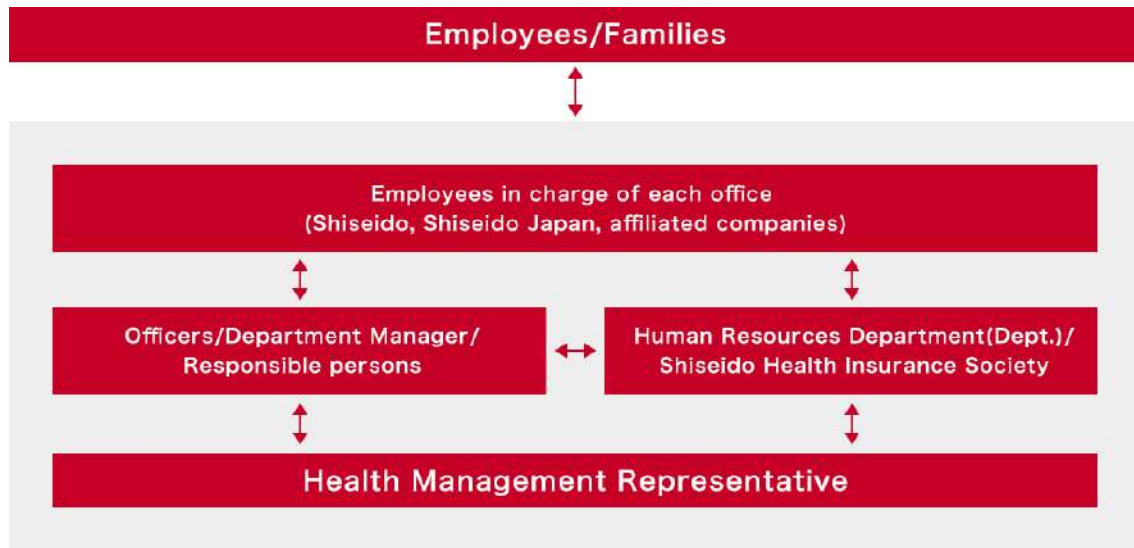 Employees/Families
Employees in charge of each office
(Shiseido, Shiseido Japan, affiliated companies)
Officers/Department Manager/
Responsible persons
Human Resources Department(Dept.)/
Shiseido Health Insurance Society
Health Management Representative